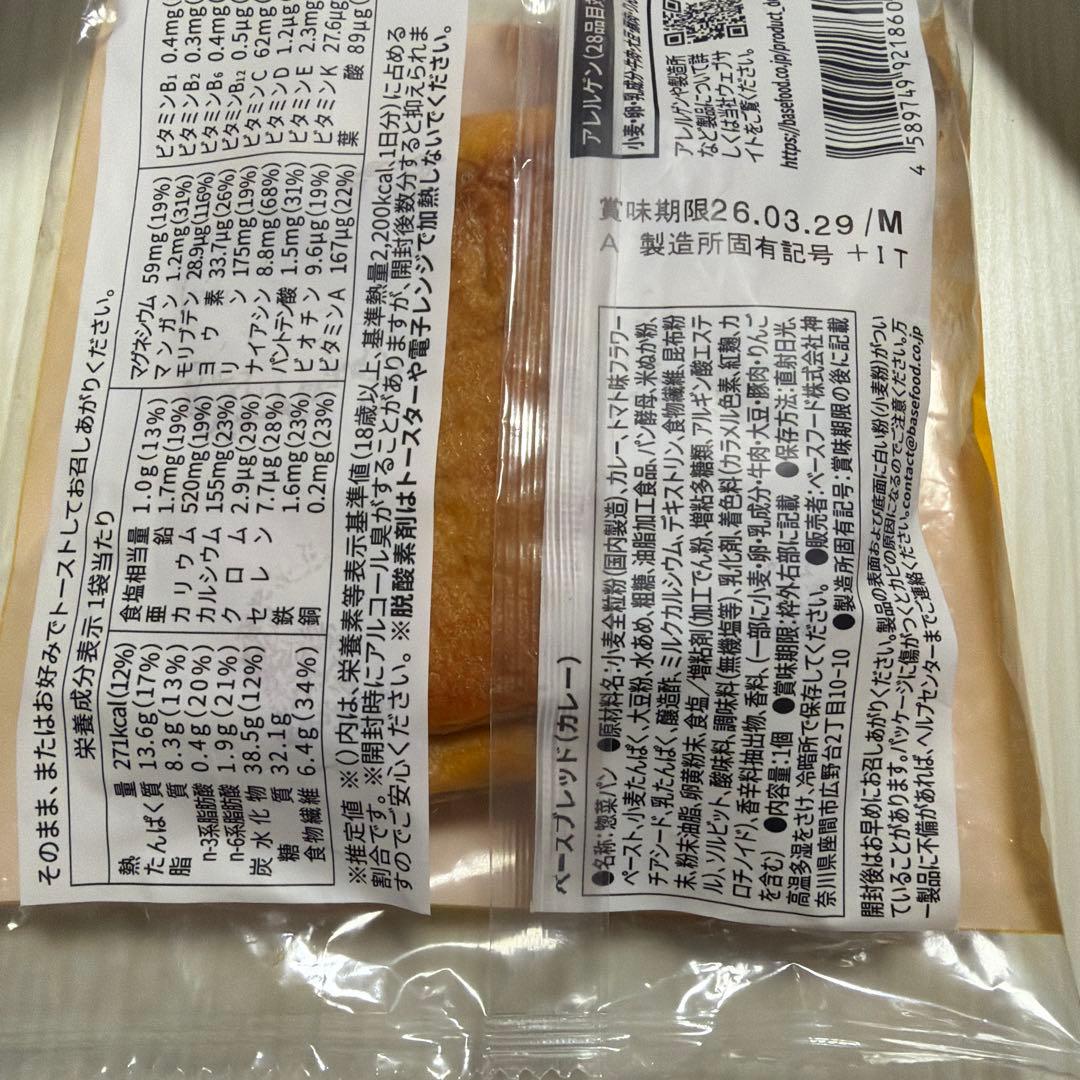 そのまま、またはお好みでトーストしてお召しあがりください。
栄養成分表示 1袋当たり
熱量 271kcal(12%)
たんぱく質 13.6g(17%)
脂質 8.3g(13%)
n-3系脂肪酸 0.4g(20%)
n-6系脂肪酸 1.9g(21%)
炭水化物 38.5g(12%)
糖質 32.1g
食物繊維 6.4g(34%)
食塩相当量 1.0g(13%)
亜鉛 1.7mg(19%)
カリウム 520mg(19%)
カルシウム 155mg(23%)
クロム 2.9μg(29%)
セレン 7.7μg(28%)
鉄 1.6mg(23%)
銅 0.2mg(23%)
マグネシウム 59mg(19%)
マンガン 1.2mg(31%)
モリブデン 28.9μg(116%)
ヨウ素 33.7μg(26%)
リン 175mg(19%)
ナイアシン 8.8mg(68%)
パントテン酸 1.5mg(31%)
ビオチン 9.6μg(19%)
ビタミンA 167μg(22%)
ビタミンB₁ 0.4mg(
ビタミンB₂ 0.3mg(
ビタミンB₆ 0.4mg(
ビタミンB₁₂ 0.5μg(
ビタミンC 62mg(
ビタミンD 1.2μg(
ビタミンE 2.3mg(
ビタミンK 27.6μg
葉酸 89μg(
※推定値 ※()内は、栄養素等表示基準値(18歳以上、基準熱量2,200kcal、1日分)に占める
割合です。※開封時にアルコール臭がすることがありますが、開封後数分すると抑えられま
すのでご安心ください。※脱酸素剤はトースターや電子レンジで加熱しないでください。
ベースブレッド(カレー)
●名称:惣菜パン ●原材料名:小麦全粒粉(国内製造)、カレー、トマト味フラワー
ペースト、小麦たんぱく、大豆粉、水あめ、粗糖、油脂加工食品、パン酵母、米ぬか粉、
チアシード、乳たんぱく、醸造酢、ミルクカルシウム、デキストリン、食物繊維、昆布粉
末、粉末油脂、卵黄粉末、食塩/増粘剤(加工でん粉、増粘多糖類、アルギン酸エステ
ル)、ソルビット、酸味料、調味料(無機塩等)、乳化剤、着色料(カラメル色素、紅麹、カ
ロチノイド)、香辛料抽出物、香料、(一部に小麦・卵・乳成分・牛肉・大豆・豚肉・りんご
を含む) ●内容量:1個 ●賞味期限:枠外右部に記載 ●保存方法:直射日光、
高温多湿をさけ、冷暗所で保存してください。 ●販売者:ベースフード株式会社 神
奈川県座間市広野台2丁目10-10 ●製造所固有記号:賞味期限の後に記載
開封後はお早めにお召しあがりください。製品の表面および底面に白い粉(小麦粉)がつい
ていることがあります。パッケージに傷がつくとカビの原因になるのでご注意ください。万
一製品に不備があれば、ヘルプセンターまでご連絡ください。contact@basefood.co.jp
賞味期限26.03.29/M
A 製造所固有記号 +IT
アレルゲン(28品目
小麦・卵・乳成分・牛肉・大豆・豚肉・りん
アレルゲンや製造所
など製品について詳
しくは当社ウェブサ
イトをご覧ください。
https://basefood.co.jp/product_d
4 589749 921860